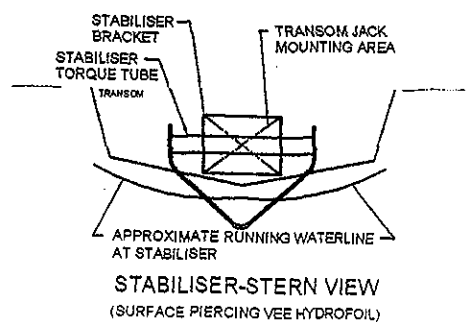 STABILISER
BRACKET
TRANSOM JACK
MOUNTING AREA
STABILISER
TORQUE TUBE
TRANSOM
APPROXIMATE RUNNING WATERLINE
AT STABILISER
STABILISER-STERN VIEW
(SURFACE PIERCING VEE HYDROFOIL)